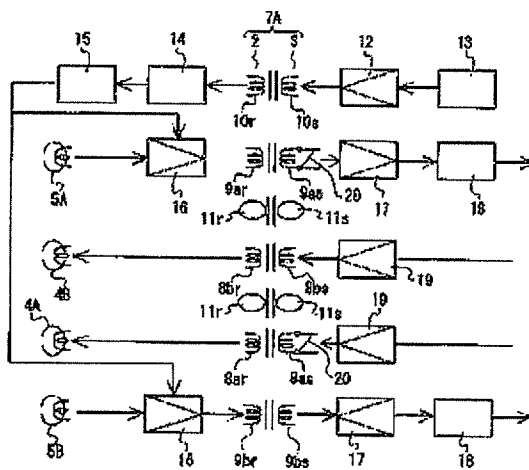 7A
15 14 2 3 12 13
10r 10s
5A 16 9ar 9as 20 17 18
11r 11s
4B 8br 8bs 19
4A 11r 11s 19
8ar 20
5B 16 9br 9bs 17 18